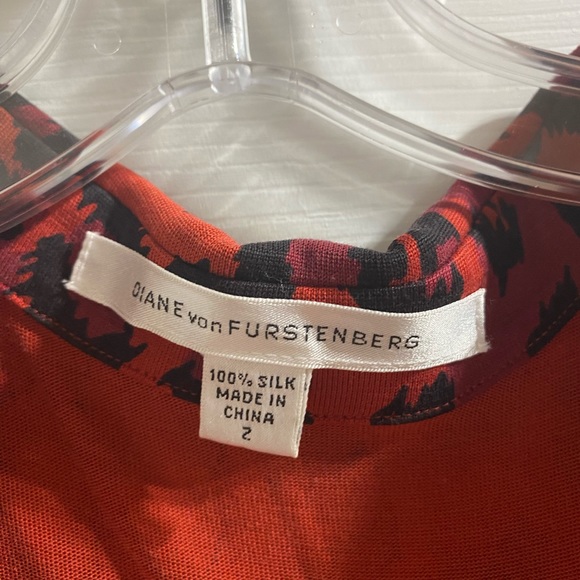 DIANE von FURSTENBERG
100% SILK
MADE IN
CHINA
2